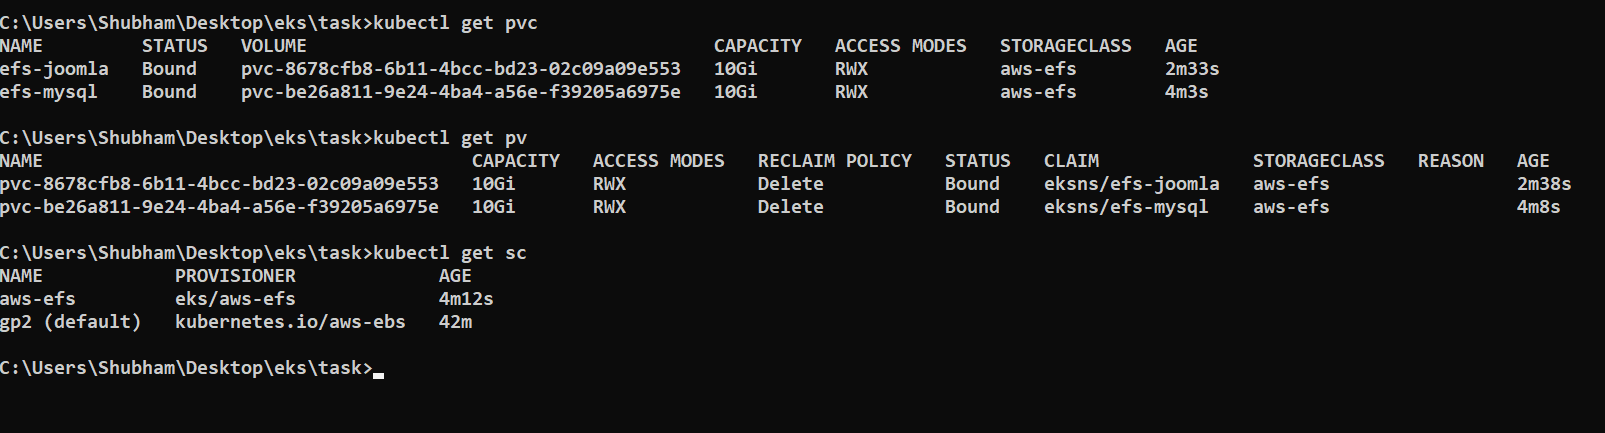 C:\Users\Shubham\Desktop\eks\task>kubectl get pvc
NAME         STATUS   VOLUME                                     CAPACITY   ACCESS MODES   STORAGECLASS   AGE
efs-joomla   Bound    pvc-8678cfb8-6b11-4bcc-bd23-02c09a09e553   10Gi       RWX            aws-efs        2m33s
efs-mysql    Bound    pvc-be26a811-9e24-4ba4-a56e-f39205a6975e   10Gi       RWX            aws-efs        4m3s
C:\Users\Shubham\Desktop\eks\task>kubectl get pv
NAME                                       CAPACITY   ACCESS MODES   RECLAIM POLICY   STATUS   CLAIM              STORAGECLASS   REASON   AGE
pvc-8678cfb8-6b11-4bcc-bd23-02c09a09e553   10Gi       RWX            Delete           Bound    eksns/efs-joomla   aws-efs                 2m38s
pvc-be26a811-9e24-4ba4-a56e-f39205a6975e   10Gi       RWX            Delete           Bound    eksns/efs-mysql    aws-efs                 4m8s
C:\Users\Shubham\Desktop\eks\task>kubectl get sc
NAME            PROVISIONER             AGE
aws-efs         eks/aws-efs             4m12s
gp2 (default)   kubernetes.io/aws-ebs   42m
C:\Users\Shubham\Desktop\eks\task>